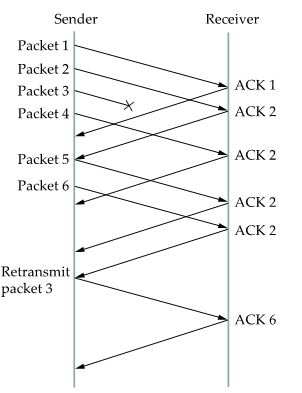 Sender
Receiver
Packet 1
Packet 2
ACK 1
Packet 3
ACK 2
Packet 4
ACK 2
Packet 5
Packet 6
ACK 2
ACK 2
Retransmit
packet 3
ACK 6